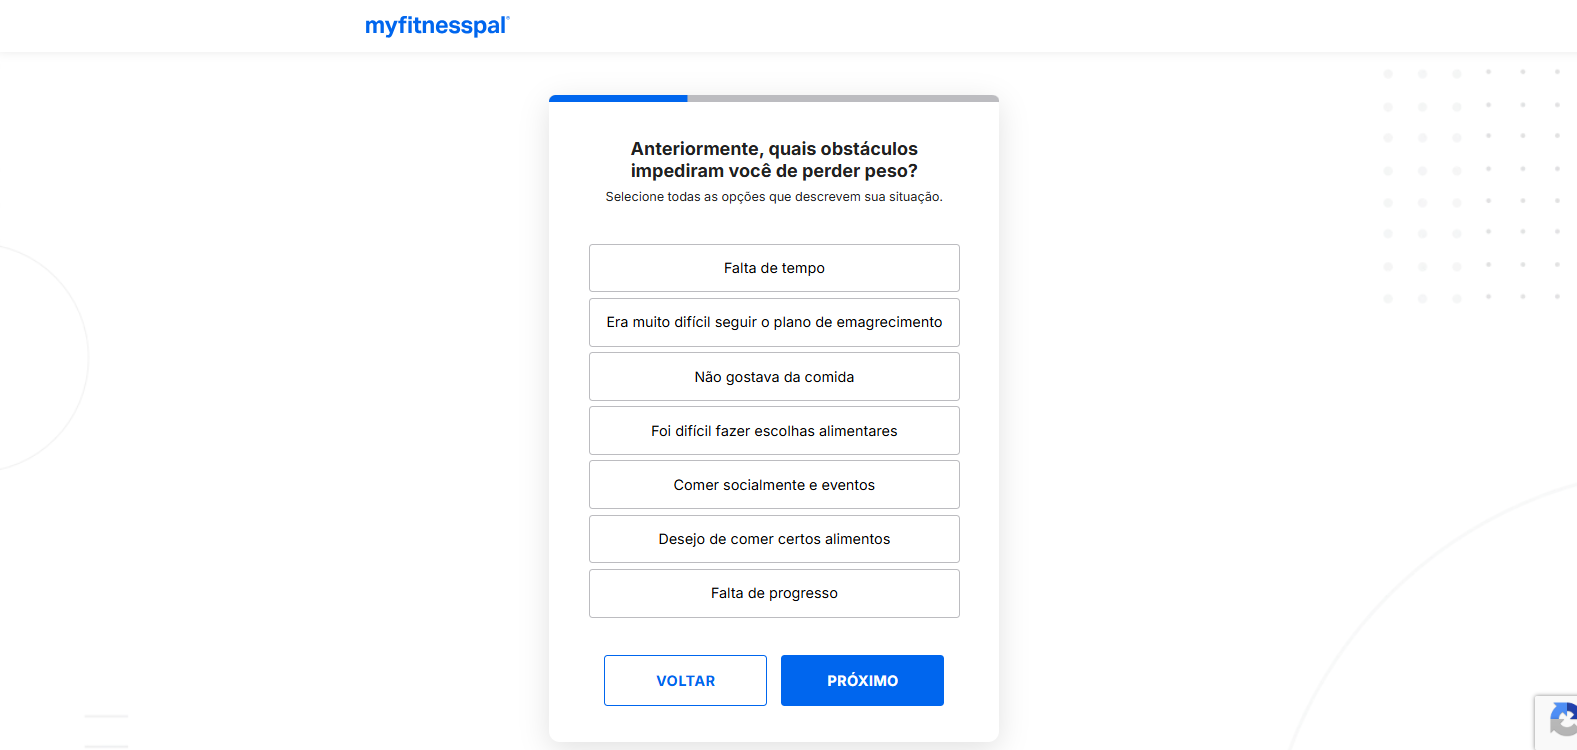 myfitnesspal
Anteriormente, quais obstáculos
impediram você de perder peso?
Selecione todas as opções que descrevem sua situação.
Falta de tempo
Era muito difícil seguir o plano de emagrecimento
Não gostava da comida
Foi difícil fazer escolhas alimentares
Comer socialmente e eventos
Desejo de comer certos alimentos
Falta de progresso
VOLTAR
PRÓXIMO